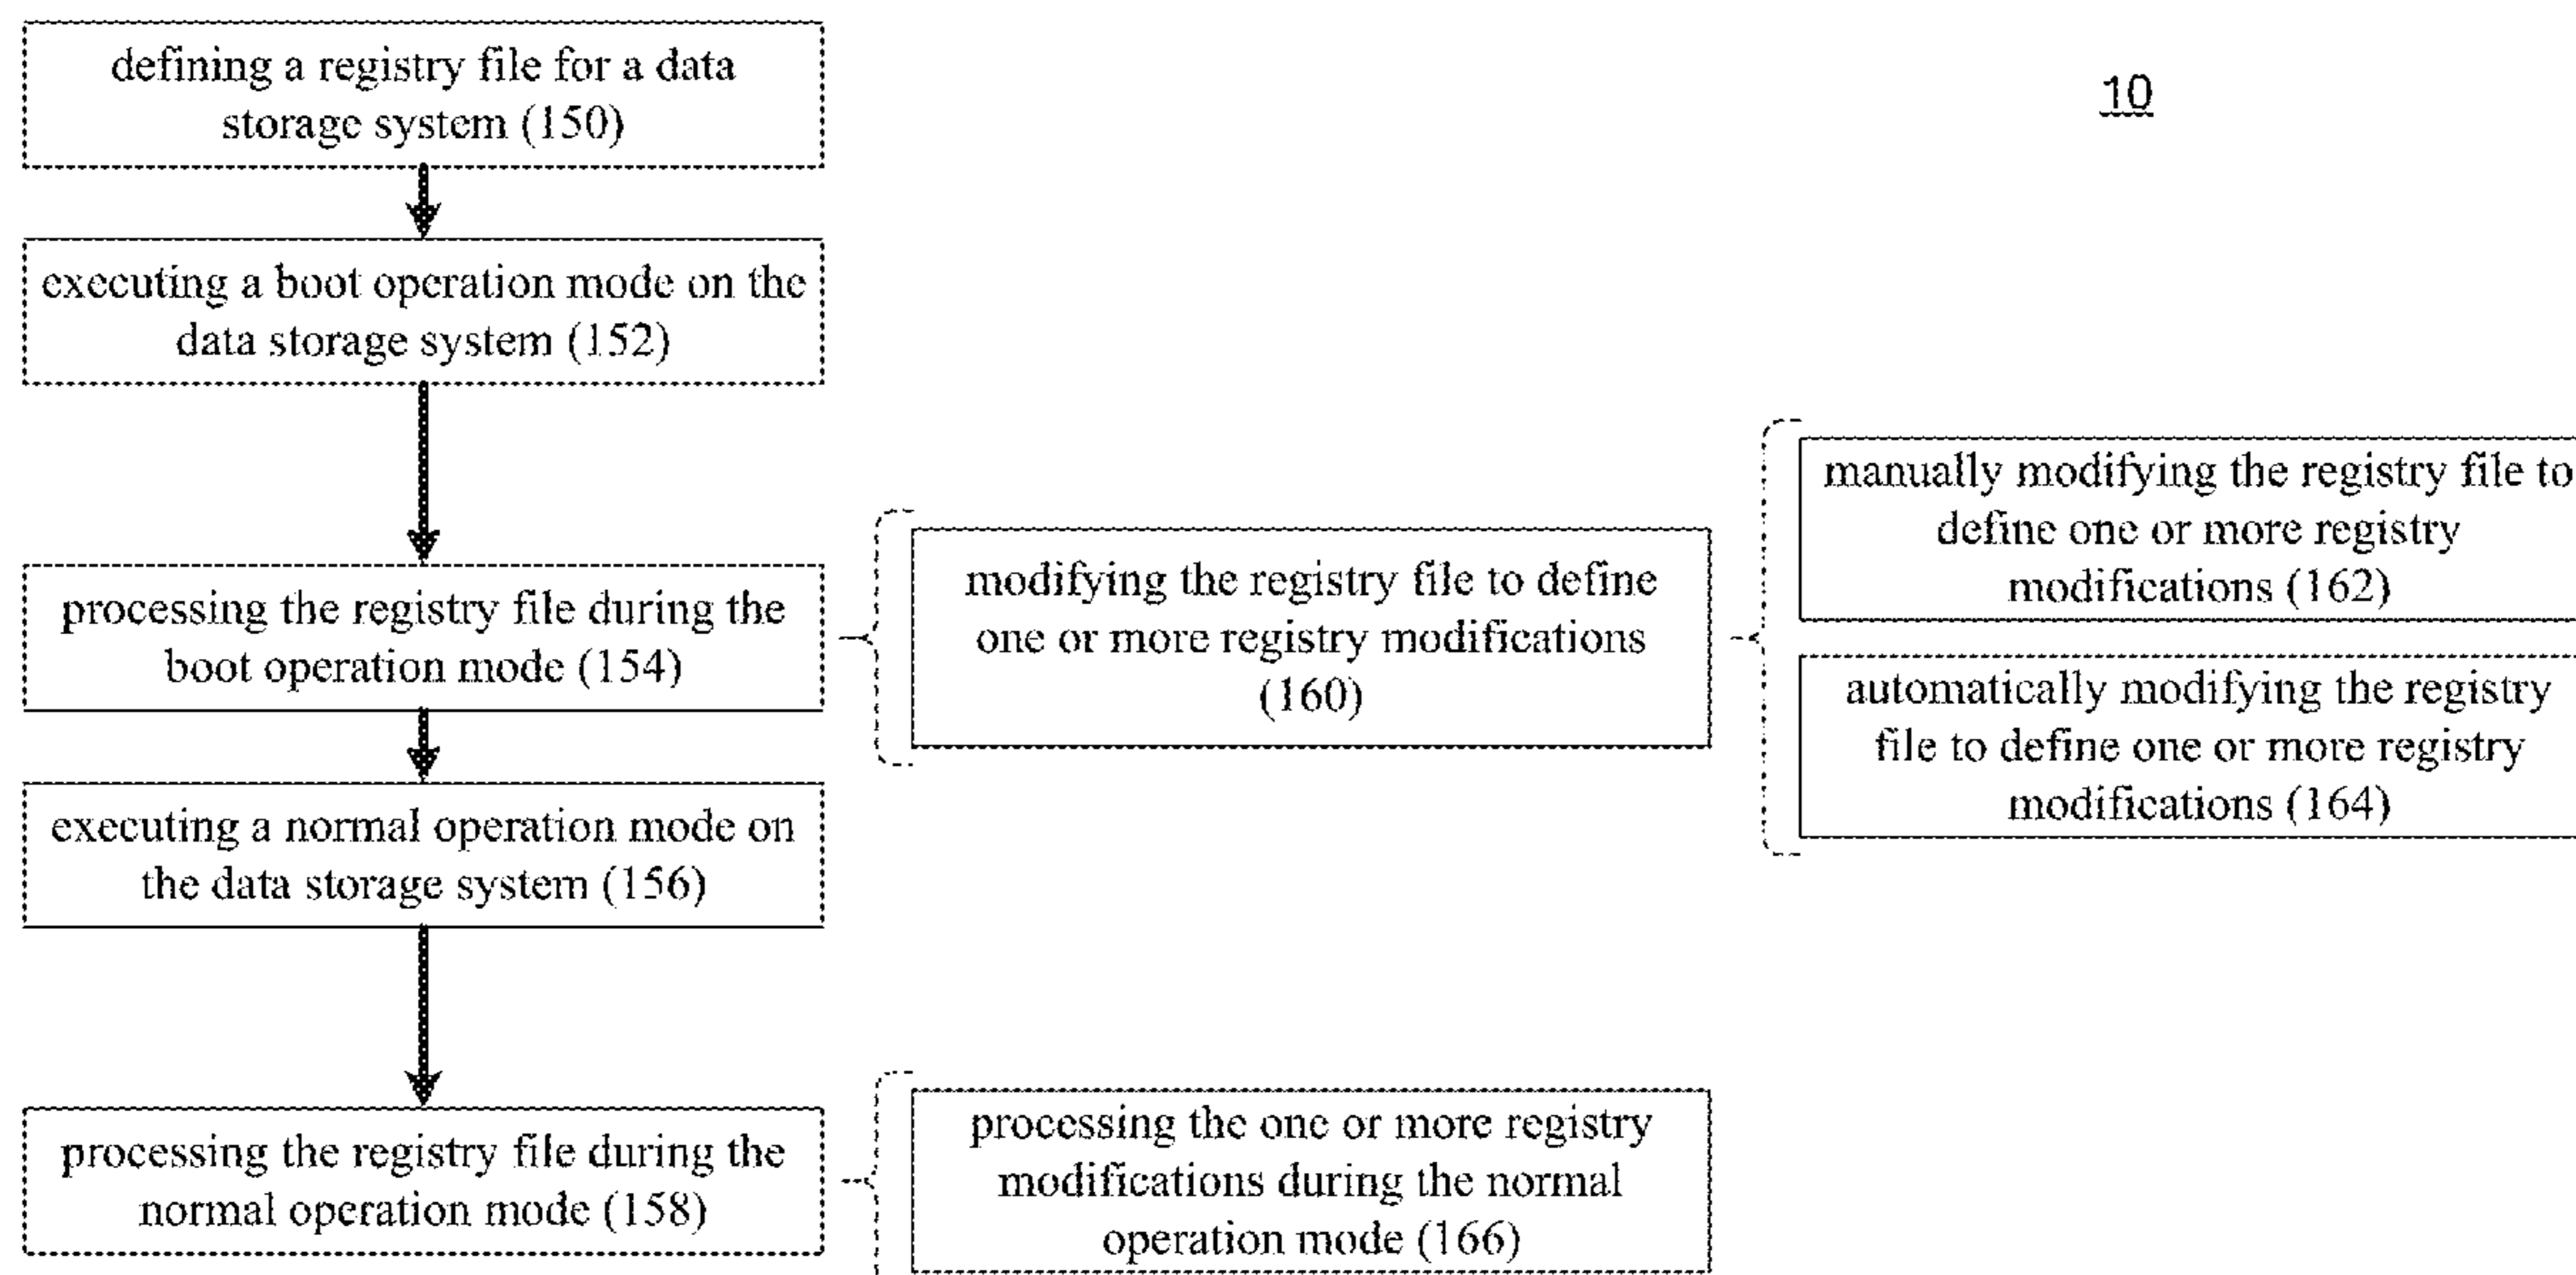 defining a registry file for a data
storage system (150)
10
executing a boot operation mode on the
data storage system (152)
processing the registry file during the
boot operation mode (154)
modifying the registry file to define
one or more registry modifications
(160)
manually modifying the registry file to
define one or more registry
modifications (162)
automatically modifying the registry
file to define one or more registry
modifications (164)
executing a normal operation mode on
the data storage system (156)
processing the registry file during the
normal operation mode (158)
processing the one or more registry
modifications during the normal
operation mode (166)